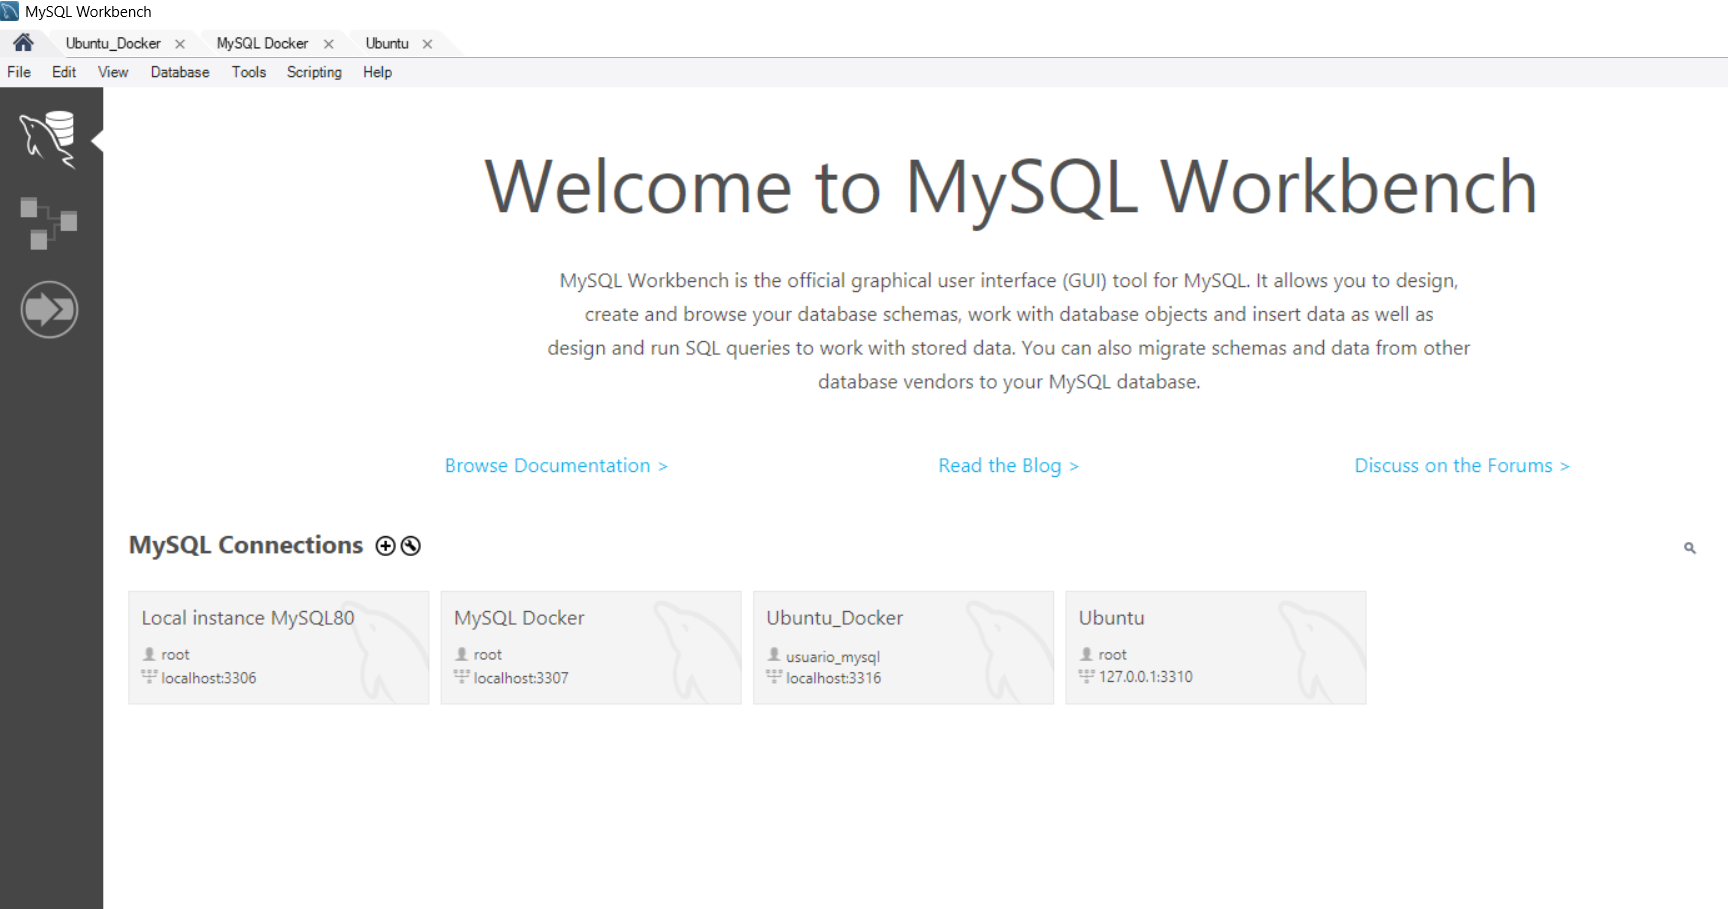 MySQL Workbench
Ubuntu_Docker
MySQL Docker
Ubuntu
File Edit View Database Tools Scripting Help
Welcome to MySQL Workbench
MySQL Workbench is the official graphical user interface (GUI) tool for MySQL. It allows you to design,
create and browse your database schemas, work with database objects and insert data as well as
design and run SQL queries to work with stored data. You can also migrate schemas and data from other
database vendors to your MySQL database.
Browse Documentation >
Read the Blog >
Discuss on the Forums >
MySQL Connections
Local instance MySQL80
root
localhost:3306
MySQL Docker
root
localhost:3307
Ubuntu_Docker
usuario_mysql
localhost:3316
Ubuntu
root
127.0.0.1:3310